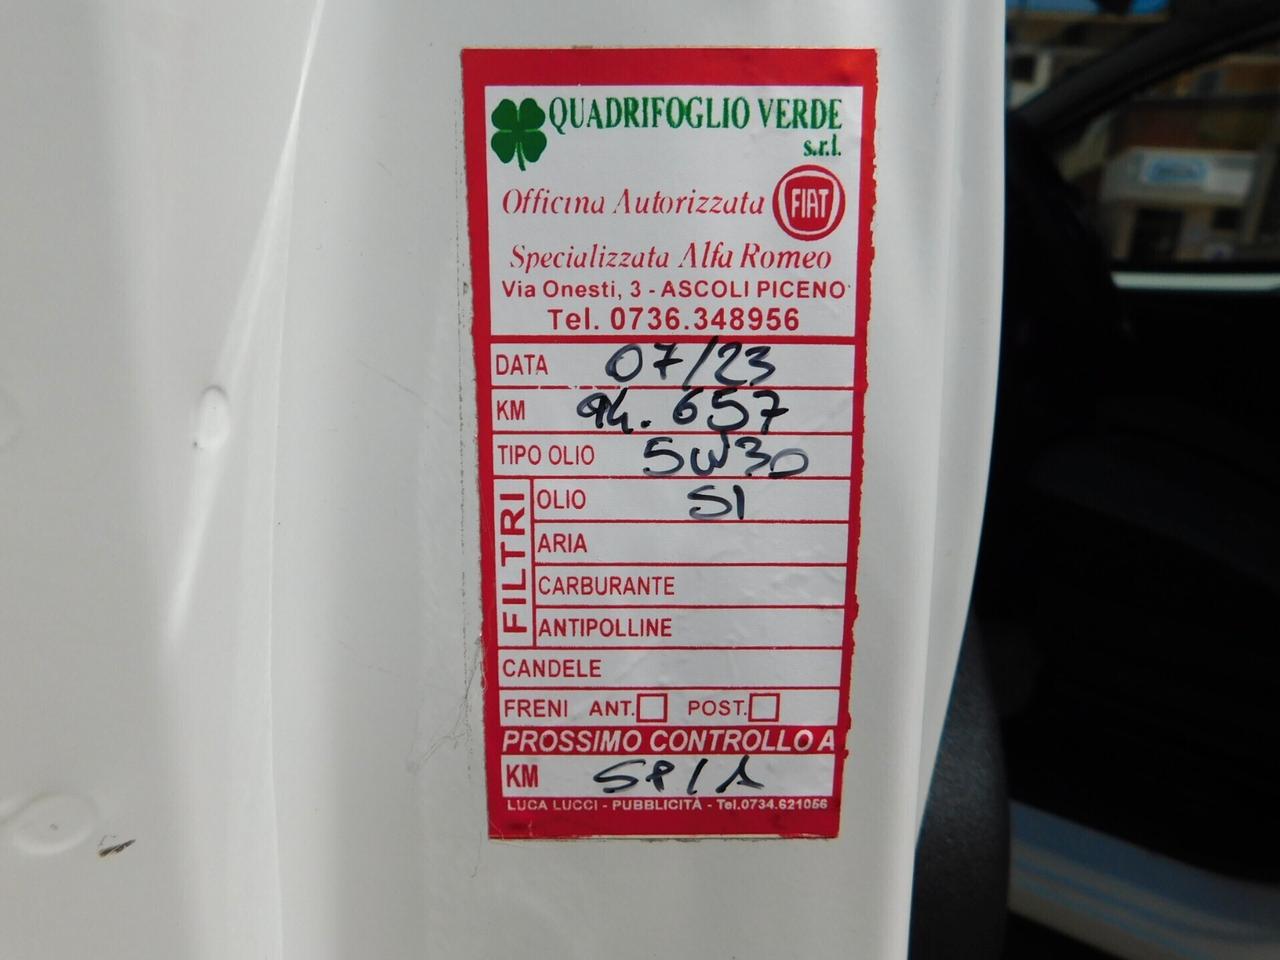 QUADRIFOGLIO VERDE
s.r.l.
Officina Autorizzata FIAT
Specializzata Alfa Romeo
Via Onesti, 3 - ASCOLI PICENO
Tel. 0736.348956
DATA 07/23
KM 94.657
TIPO OLIO 5W30
FILTRI
OLIO SI
ARIA
CARBURANTE
ANTIPOLLINE
CANDELE
FRENI ANT. POST.
PROSSIMO CONTROLLO A
KM SPIA
LUCA LUCCI - PUBBLICITÀ - Tel.0734.621056